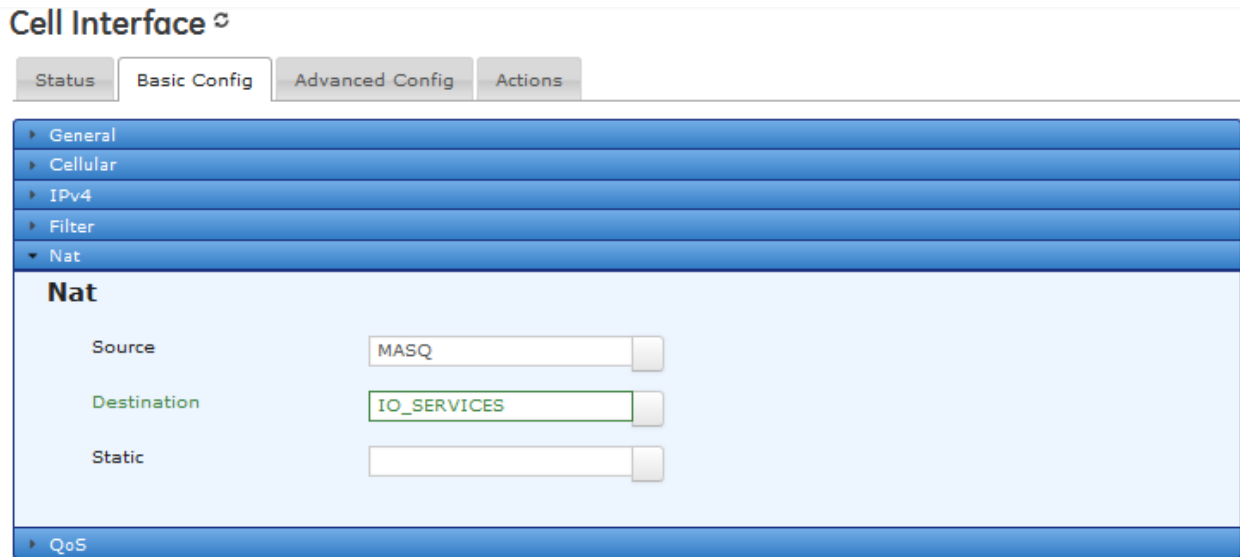 Cell Interface
Status Basic Config Advanced Config Actions
General
Cellular
IPv4
Filter
Nat
Nat
Source MASQ
Destination IO_SERVICES
Static
QoS